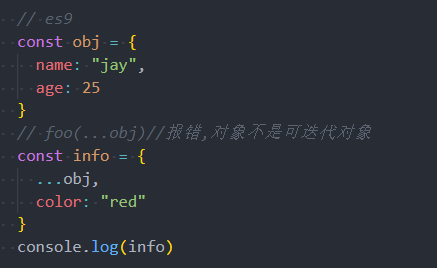 // es9
const obj = {
  name: "jay",
  age: 25
}
// foo(...obj)//报错,对象不是可迭代对象
const info = {
  ...obj,
  color: "red"
}
console.log(info)